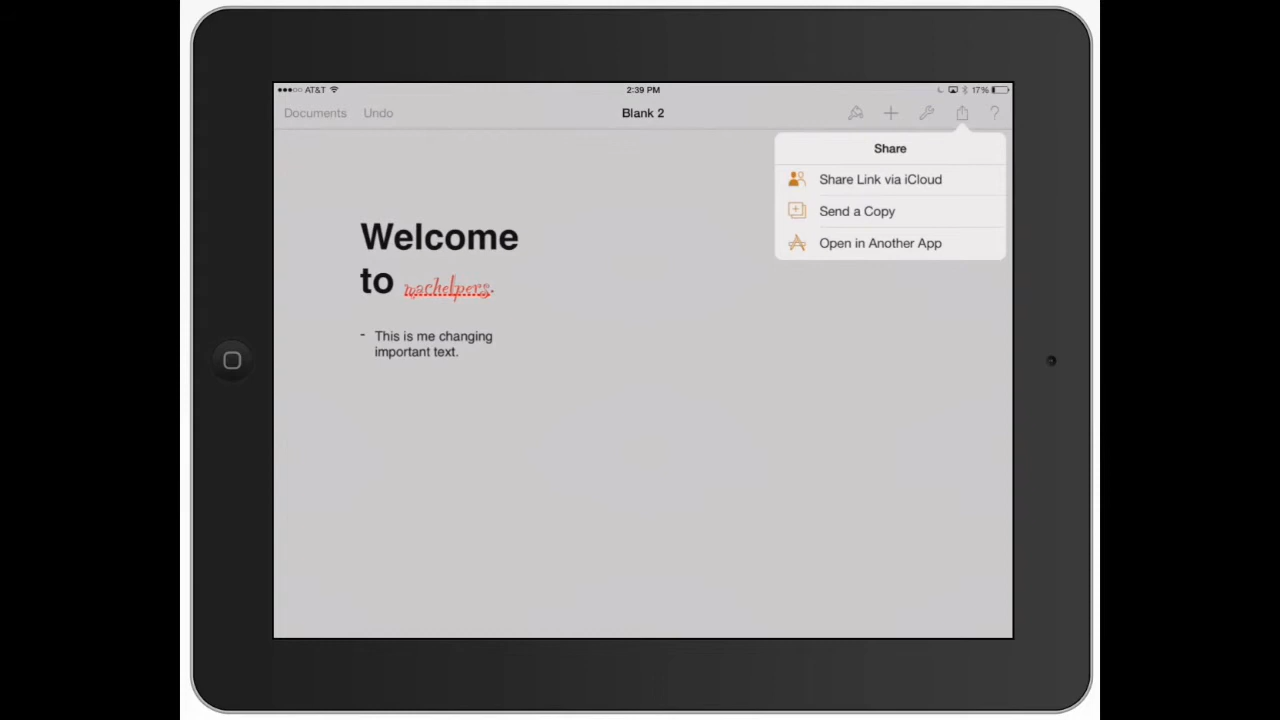 AT&T 2:39 PM 17%
Documents Undo Blank 2 ?
Share
Share Link via iCloud
Send a Copy
Open in Another App
Welcome
to machelpers.
- This is me changing
important text.